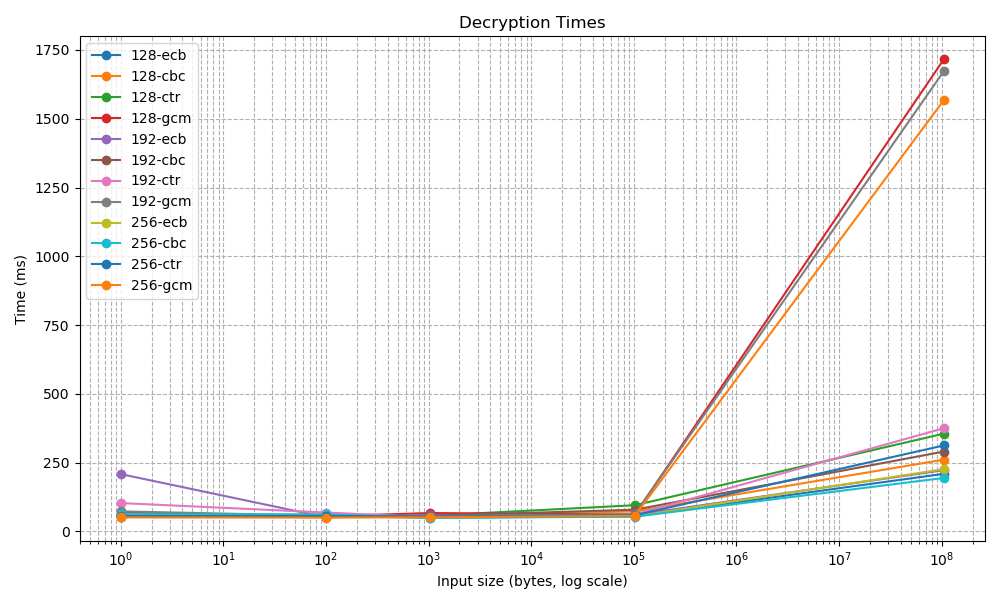 Decryption Times
Time (ms)
1750
1500
1250
1000
750
500
250
0
128-ecb
128-cbc
128-ctr
128-gcm
192-ecb
192-cbc
192-ctr
192-gcm
256-ecb
256-cbc
256-ctr
256-gcm
10⁰ 10¹ 10² 10³ 10⁴ 10⁵ 10⁶ 10⁷ 10⁸
Input size (bytes, log scale)